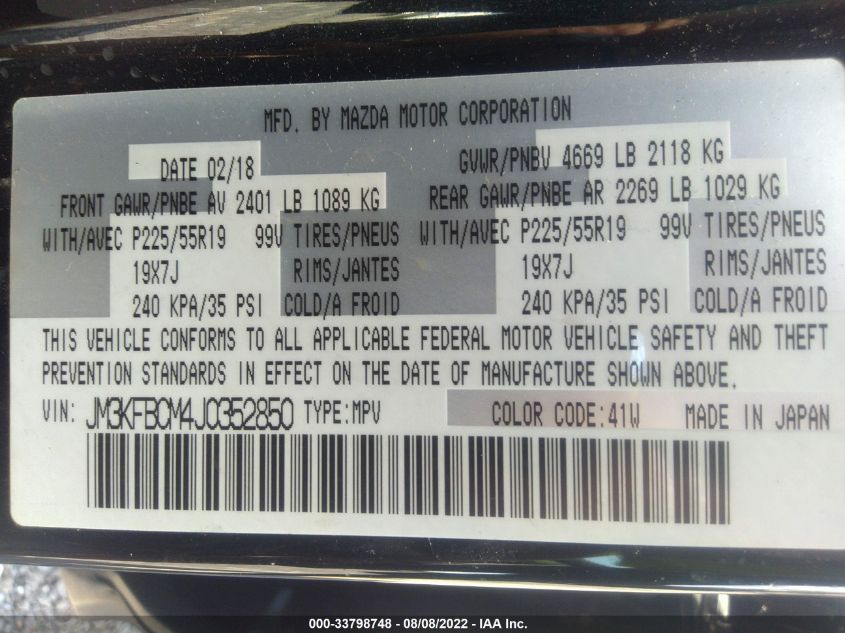 MFD. BY MAZDA MOTOR CORPORATION
DATE 02/18 GVWR/PNBV 4669 LB 2118 KG
FRONT GAWR/PNBE AV 2401 LB 1089 KG REAR GAWR/PNBE AR 2269 LB 1029 KG
WITH/AVEC P225/55R19 99V TIRES/PNEUS WITH/AVEC P225/55R19 99V TIRES/PNEUS
19X7J RIMS/JANTES 19X7J RIMS/JANTES
240 KPA/35 PSI COLD/A FROID 240 KPA/35 PSI COLD/A FROID
THIS VEHICLE CONFORMS TO ALL APPLICABLE FEDERAL MOTOR VEHICLE SAFETY AND THEFT
PREVENTION STANDARDS IN EFFECT ON THE DATE OF MANUFACTURE SHOWN ABOVE.
VIN: JM3KFBCM4J0352850 TYPE:MPV COLOR CODE:41W MADE IN JAPAN
000-33798748 - 08/08/2022 - IAA Inc.